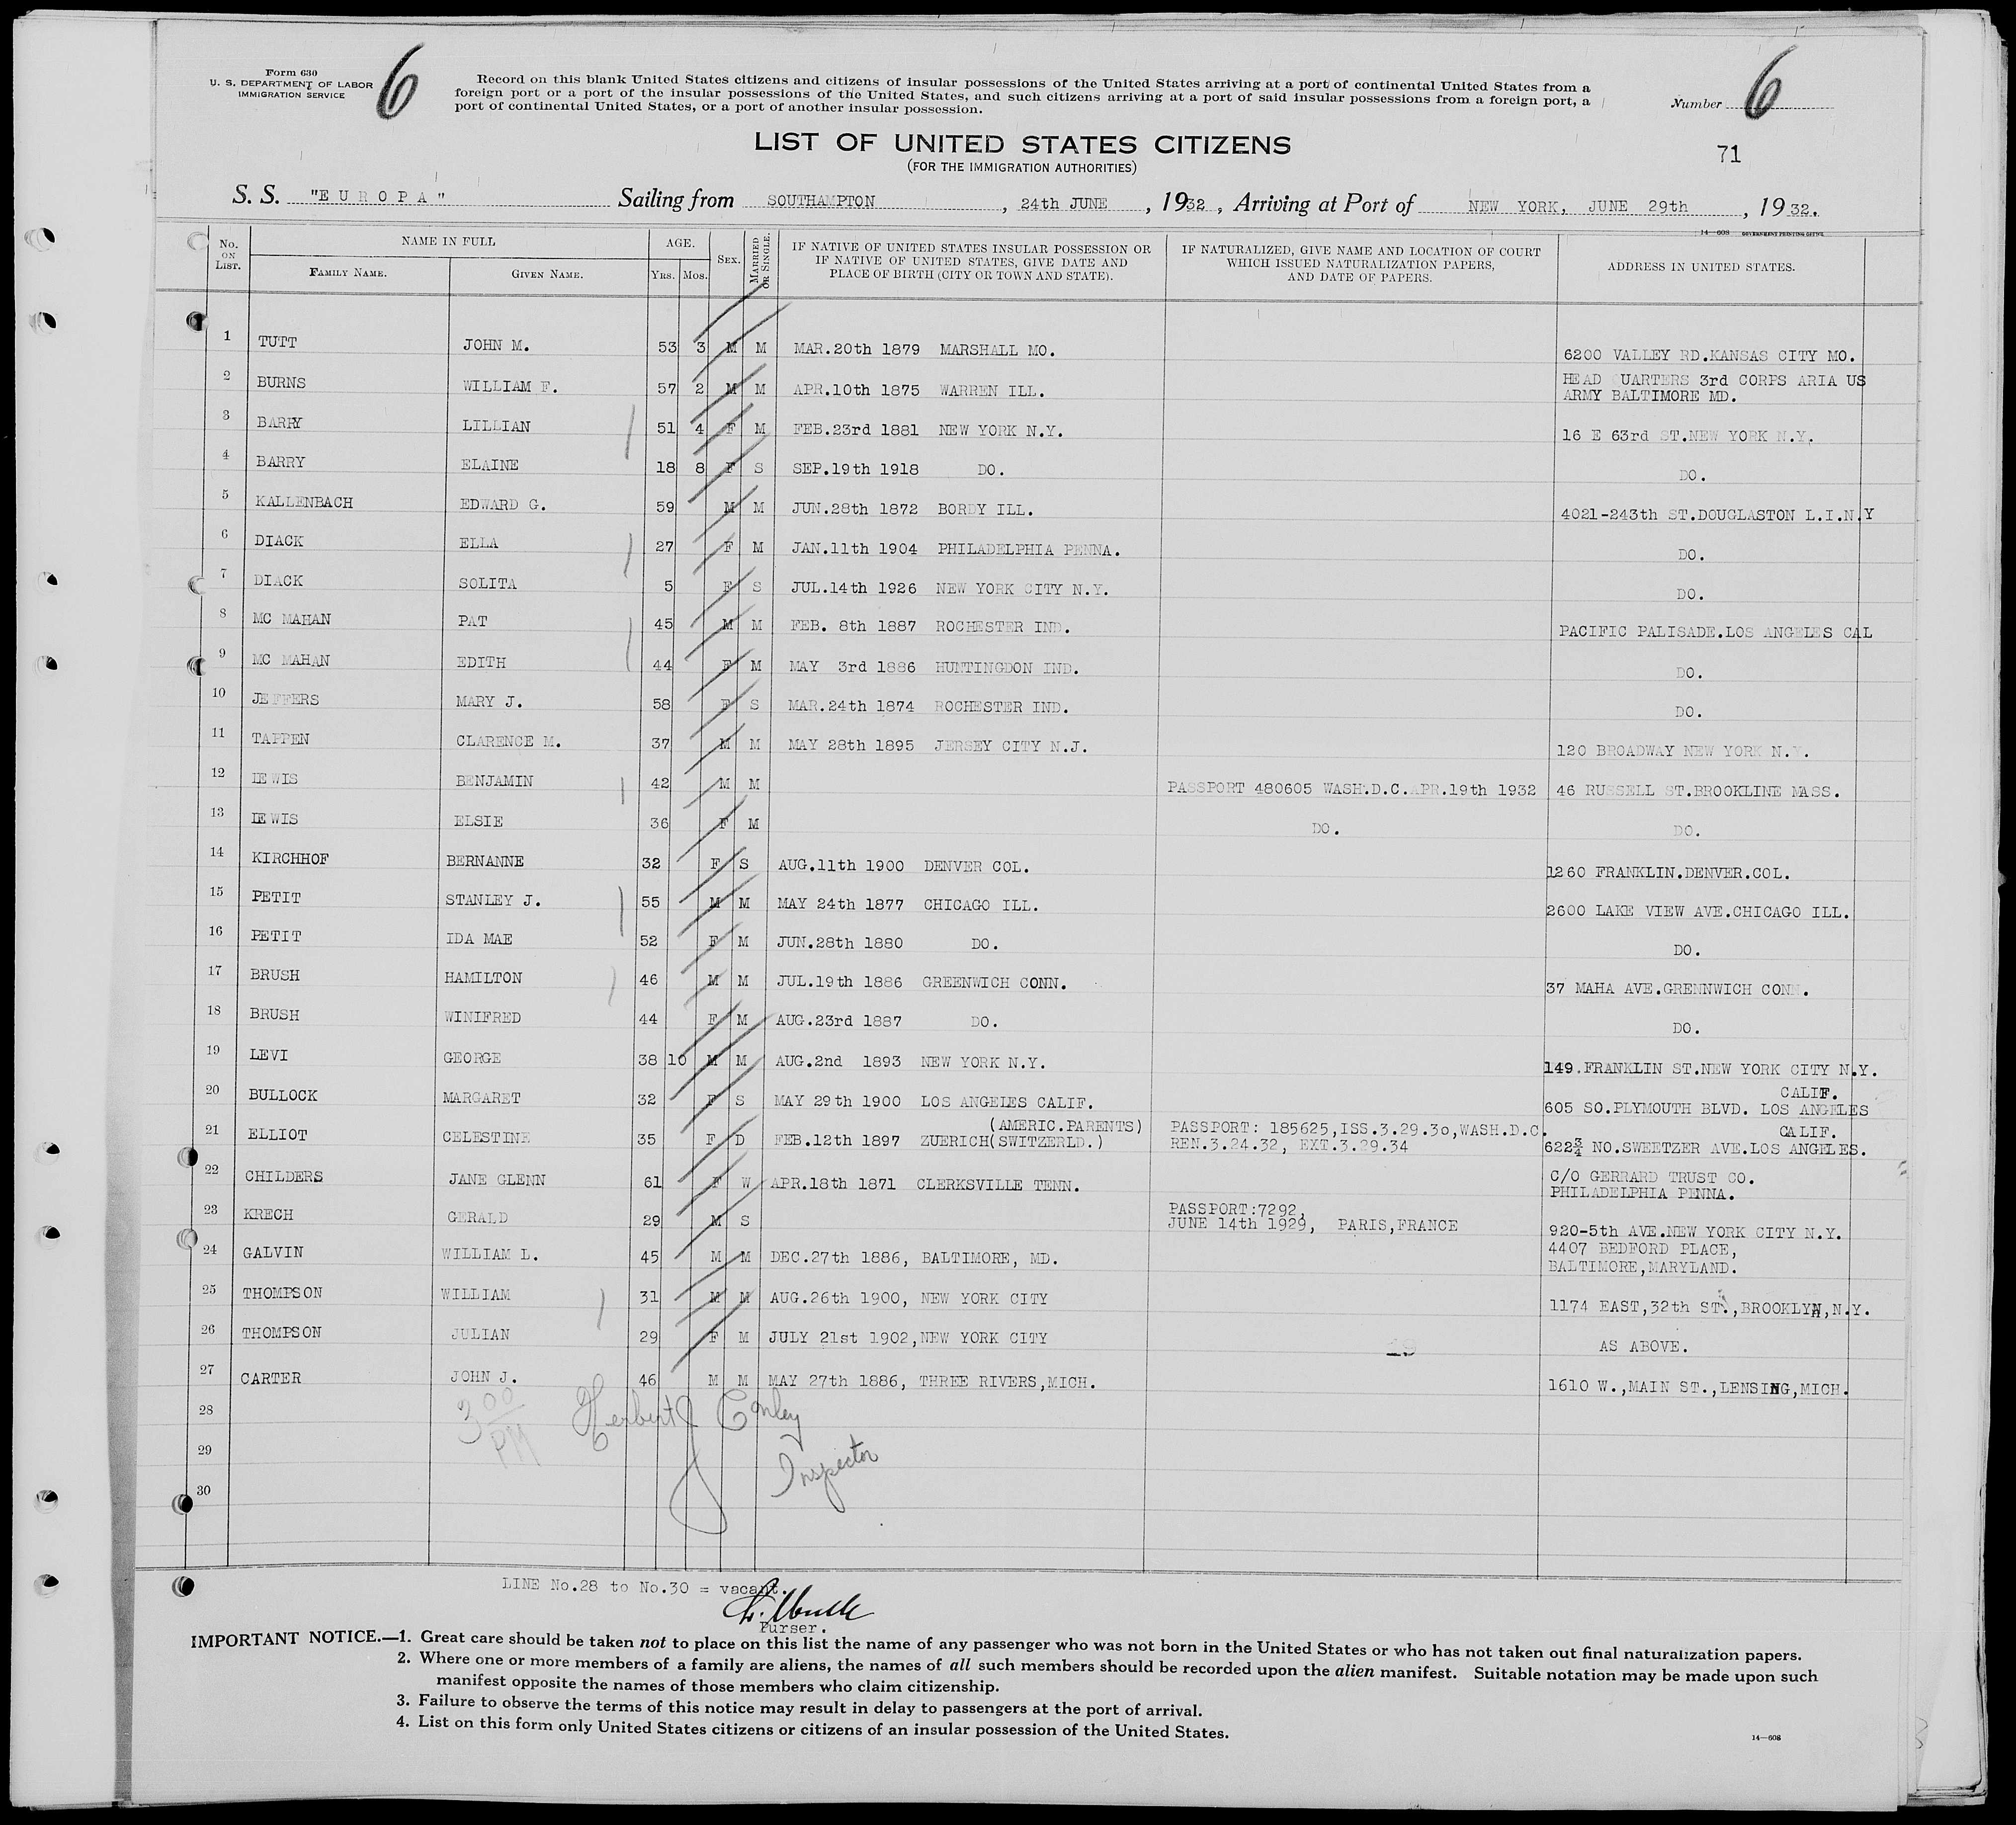 Form 630
U. S. DEPARTMENT OF LABOR
IMMIGRATION SERVICE
6
Record on this blank United States citizens and citizens of insular possessions of the United States arriving at a port of continental United States from a
foreign port or a port of the insular possessions of the United States, and such citizens arriving at a port of said insular possessions from a foreign port, a
port of continental United States, or a port of another insular possession.
Number 6
LIST OF UNITED STATES CITIZENS
(FOR THE IMMIGRATION AUTHORITIES)
71
S. S. "EUROPA" Sailing from SOUTHAMPTON, 24th JUNE, 1932, Arriving at Port of NEW YORK, JUNE 29th, 1932.
14—608 GOVERNMENT PRINTING OFFICE
No. ON LIST. NAME IN FULL FAMILY NAME. GIVEN NAME. AGE. YRS. MOS. SEX. MARRIED OR SINGLE. IF NATIVE OF UNITED STATES INSULAR POSSESSION OR IF NATIVE OF UNITED STATES, GIVE DATE AND PLACE OF BIRTH (CITY OR TOWN AND STATE). IF NATURALIZED, GIVE NAME AND LOCATION OF COURT WHICH ISSUED NATURALIZATION PAPERS, AND DATE OF PAPERS. ADDRESS IN UNITED STATES.
1 TUTT JOHN M. 53 3 M M MAR.20th 1879 MARSHALL MO. 6200 VALLEY RD.KANSAS CITY MO.
2 BURNS WILLIAM F. 57 2 M M APR.10th 1875 WARREN ILL. HEAD QUARTERS 3rd CORPS ARIA US ARMY BALTIMORE MD.
3 BARRY LILLIAN 51 4 F M FEB.23rd 1881 NEW YORK N.Y. 16 E 63rd ST.NEW YORK N.Y.
4 BARRY ELAINE 18 8 F S SEP.19th 1918 DO. DO.
5 KALLENBACH EDWARD G. 59 M M JUN.28th 1872 BORDY ILL. 4021-243th ST.DOUGLASTON L.I.N.Y
6 DIACK ELLA 27 F M JAN.11th 1904 PHILADELPHIA PENNA. DO.
7 DIACK SOLITA 5 F S JUL.14th 1926 NEW YORK CITY N.Y. DO.
8 MC MAHAN PAT 45 M M FEB. 8th 1887 ROCHESTER IND. PACIFIC PALISADE.LOS ANGELES CAL
9 MC MAHAN EDITH 44 F M MAY 3rd 1886 HUNTINGDON IND. DO.
10 JEFFERS MARY J. 58 F S MAR.24th 1874 ROCHESTER IND. DO.
11 TAPPEN CLARENCE M. 37 M M MAY 28th 1895 JERSEY CITY N.J. 120 BROADWAY NEW YORK N.Y.
12 LEWIS BENJAMIN 42 M M PASSPORT 480605 WASH.D.C.APR.19th 1932 46 RUSSELL ST.BROOKLINE MASS.
13 LEWIS ELSIE 36 F M DO. DO.
14 KIRCHHOF BERNANNE 32 F S AUG.11th 1900 DENVER COL. 1260 FRANKLIN.DENVER.COL.
15 PETIT STANLEY J. 55 M M MAY 24th 1877 CHICAGO ILL. 2600 LAKE VIEW AVE.CHICAGO ILL.
16 PETIT IDA MAE 52 F M JUN.28th 1880 DO. DO.
17 BRUSH HAMILTON 46 M M JUL.19th 1886 GREENWICH CONN. 37 MAHA AVE.GRENNWICH CONN.
18 BRUSH WINIFRED 44 F M AUG.23rd 1887 DO. DO.
19 LEVI GEORGE 38 10 M M AUG.2nd 1893 NEW YORK N.Y. 149.FRANKLIN ST.NEW YORK CITY N.Y.
20 BULLOCK MARGARET 32 F S MAY 29th 1900 LOS ANGELES CALIF. 605 SO.PLYMOUTH BLVD. LOS ANGELES CALIF.
21 ELLIOT CELESTINE 35 F D FEB.12th 1897 ZUERICH(SWITZERLD.) (AMERIC.PARENTS) PASSPORT: 185625,ISS.3.29.30,WASH.D.C. REN.3.24.32, EXT.3.29.34 622¾ NO.SWEETZER AVE.LOS ANGELES. CALIF.
22 CHILDERS JANE GLENN 61 F W APR.18th 1871 CLERKSVILLE TENN. C/O GERRARD TRUST CO. PHILADELPHIA PENNA.
23 KRECH GERALD 29 M S PASSPORT:7292, JUNE 14th 1929, PARIS,FRANCE 920-5th AVE.NEW YORK CITY N.Y.
24 GALVIN WILLIAM L. 45 M M DEC.27th 1886, BALTIMORE, MD. 4407 BEDFORD PLACE, BALTIMORE,MARYLAND.
25 THOMPSON WILLIAM 31 M M AUG.26th 1900, NEW YORK CITY 1174 EAST,32th ST.,BROOKLYN,N.Y.
26 THOMPSON JULIAN 29 F M JULY 21st 1902,NEW YORK CITY AS ABOVE.
27 CARTER JOHN J. 46 M M MAY 27th 1886, THREE RIVERS,MICH. 1610 W.,MAIN ST.,LENSING,MICH.
28
29
30
3 00 PM
Herbert J Conley
Inspector
LINE No.28 to No.30 = vacant.
Purser.
IMPORTANT NOTICE.—1. Great care should be taken not to place on this list the name of any passenger who was not born in the United States or who has not taken out final naturalization papers.
2. Where one or more members of a family are aliens, the names of all such members should be recorded upon the alien manifest. Suitable notation may be made upon such
manifest opposite the names of those members who claim citizenship.
3. Failure to observe the terms of this notice may result in delay to passengers at the port of arrival.
4. List on this form only United States citizens or citizens of an insular possession of the United States.
14—608